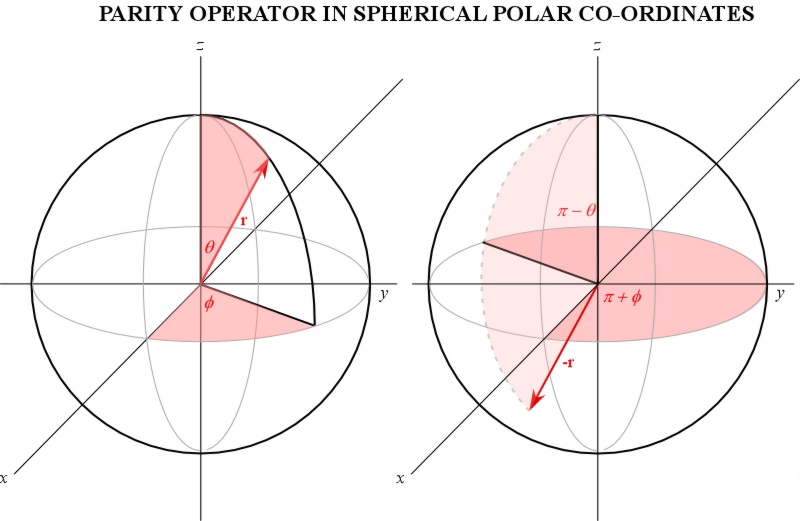 PARITY OPERATOR IN SPHERICAL POLAR CO-ORDINATES
z
r
θ
ϕ
y
x
z
π − θ
π + ϕ
y
-r
x